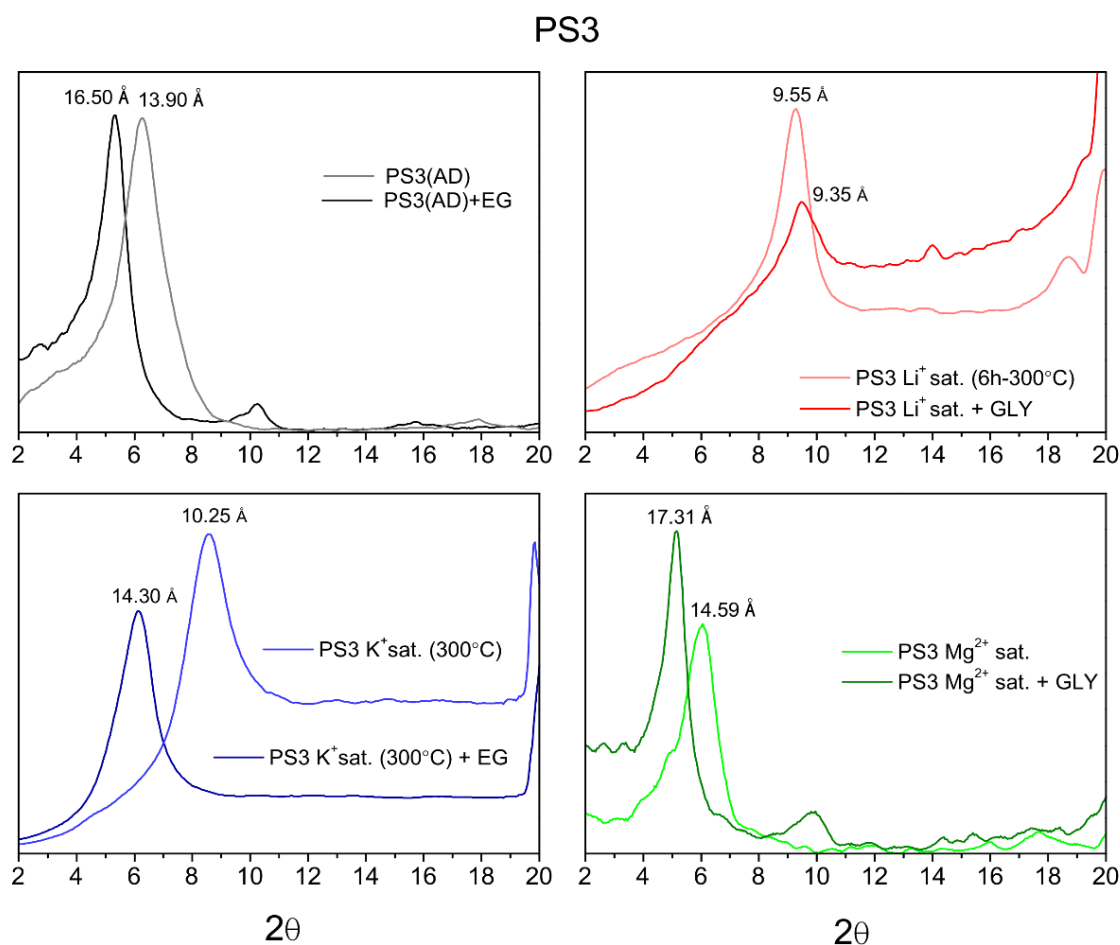 PS3
16.50 Å 13.90 Å
PS3(AD)
PS3(AD)+EG
2 4 6 8 10 12 14 16 18 20
9.55 Å
9.35 Å
PS3 Li⁺ sat. (6h-300°C)
PS3 Li⁺ sat. + GLY
2 4 6 8 10 12 14 16 18 20
10.25 Å
14.30 Å
PS3 K⁺sat. (300°C)
PS3 K⁺sat. (300°C) + EG
2 4 6 8 10 12 14 16 18 20
2θ
17.31 Å
14.59 Å
PS3 Mg²⁺ sat.
PS3 Mg²⁺ sat. + GLY
2 4 6 8 10 12 14 16 18 20
2θ